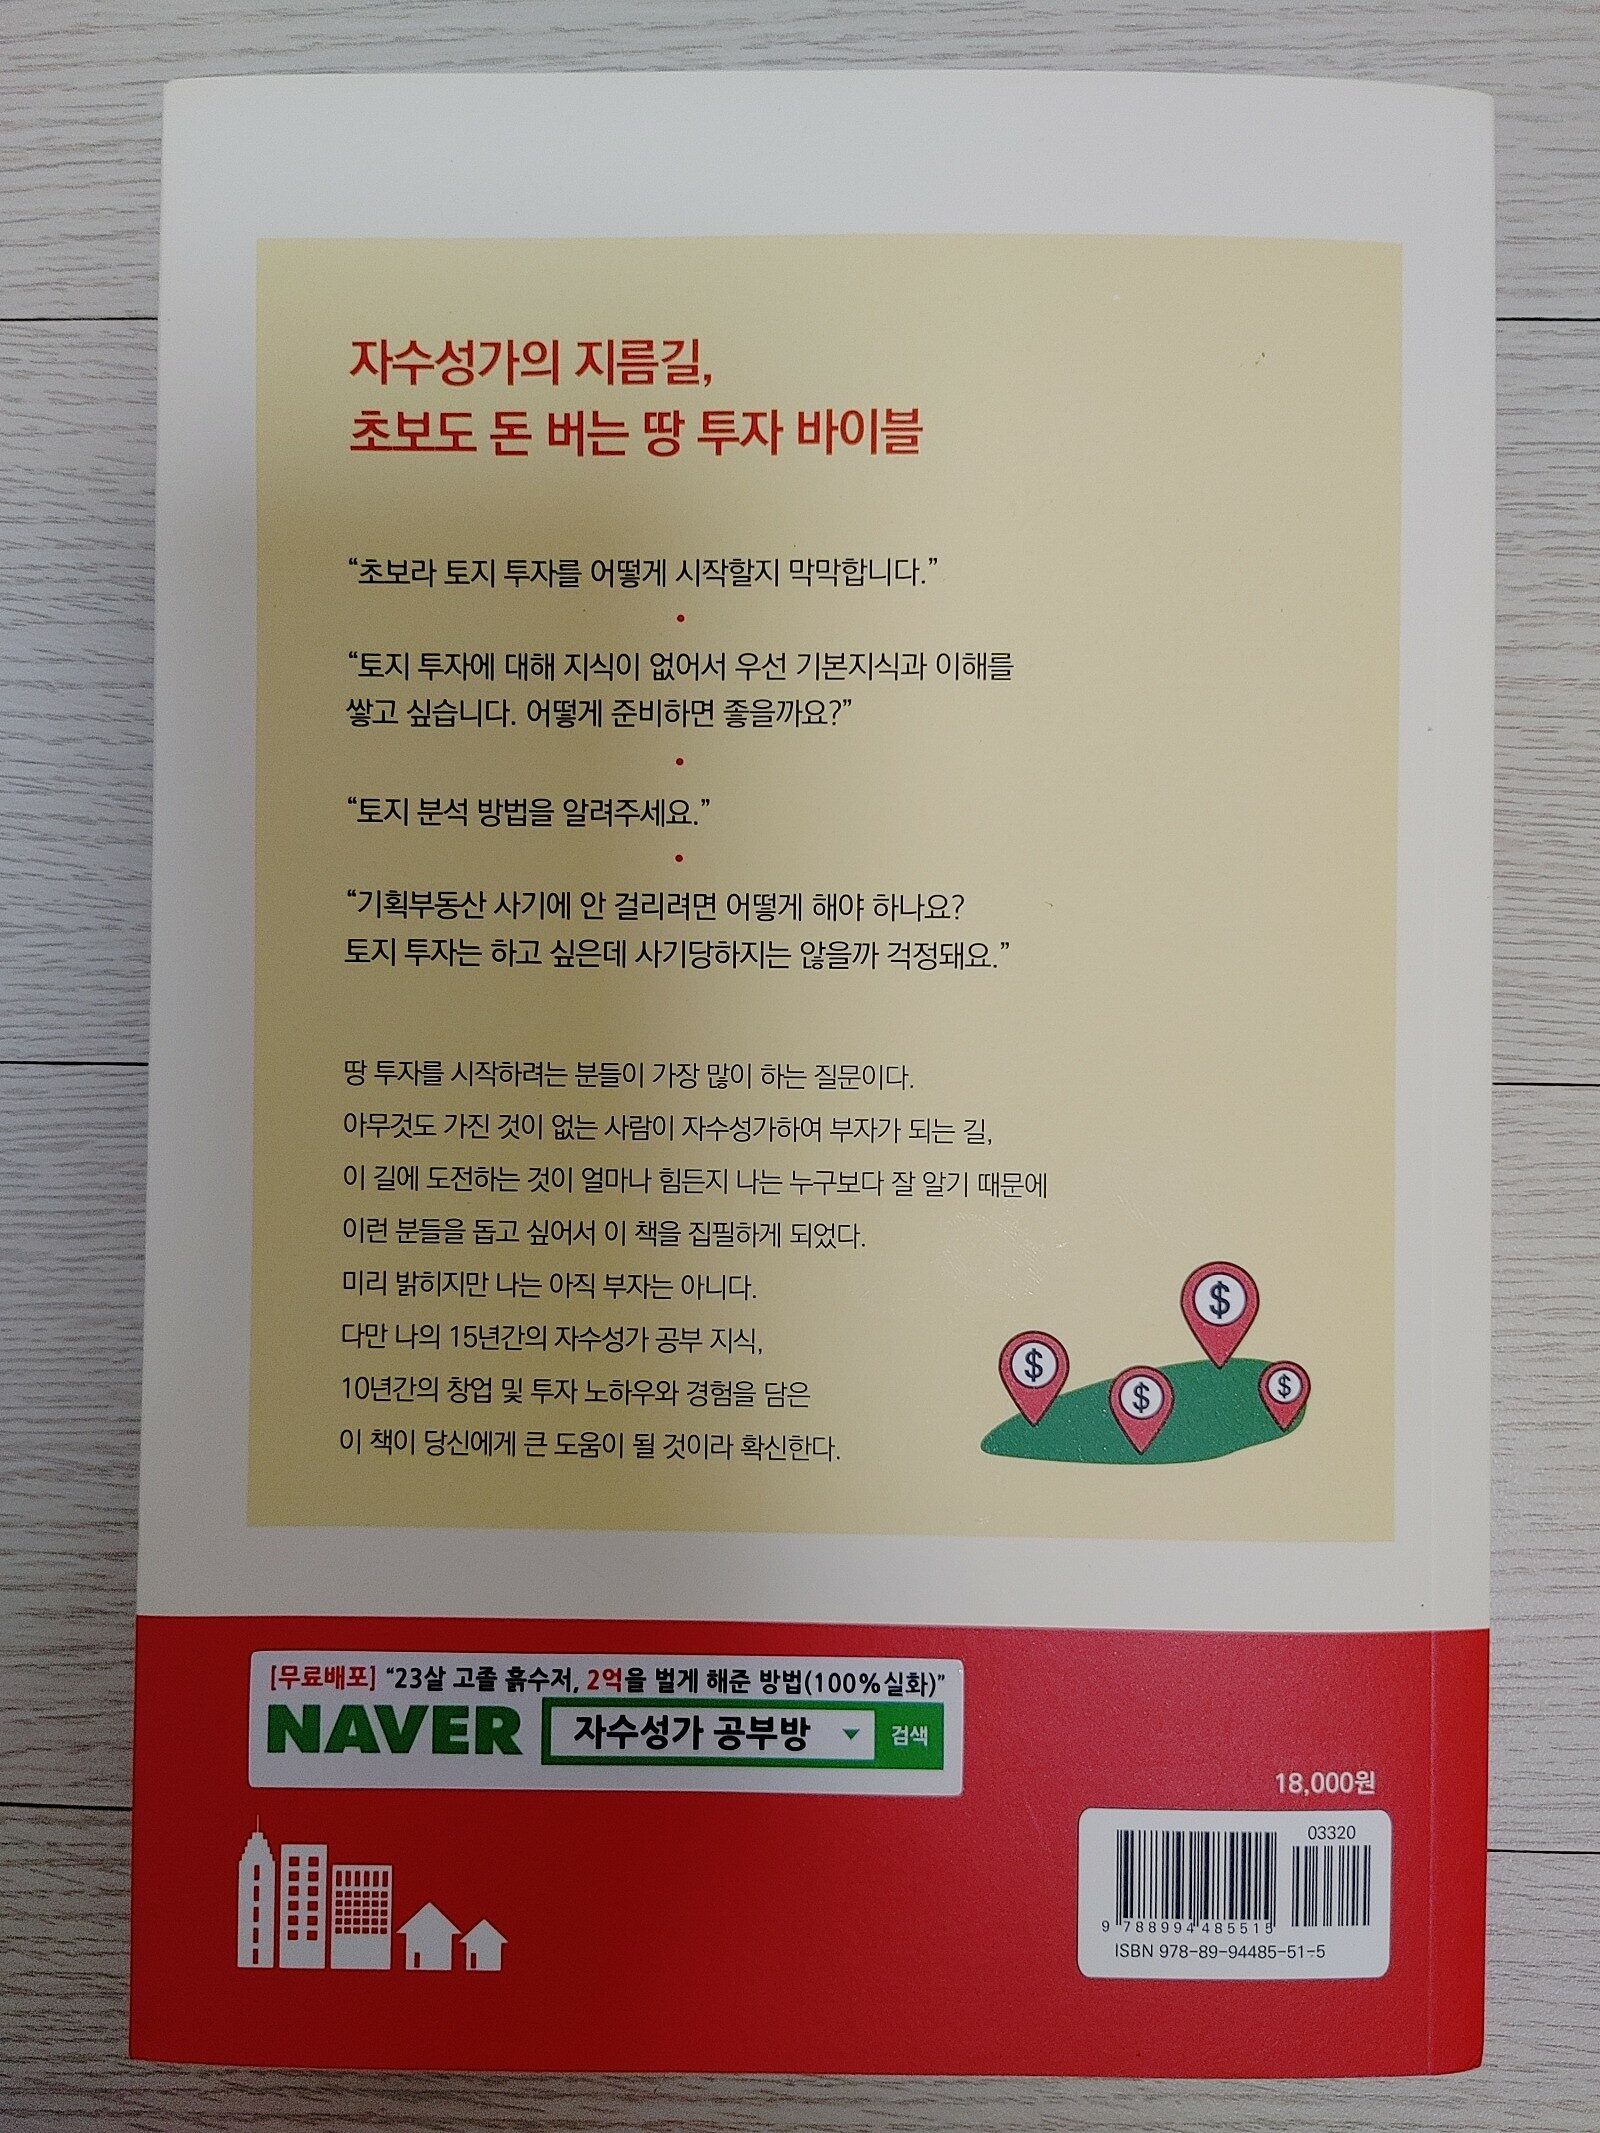 자수성가의 지름길,
초보도 돈 버는 땅 투자 바이블
“초보라 토지 투자를 어떻게 시작할지 막막합니다.”
“토지 투자에 대해 지식이 없어서 우선 기본지식과 이해를
쌓고 싶습니다. 어떻게 준비하면 좋을까요?”
“토지 분석 방법을 알려주세요.”
“기획부동산 사기에 안 걸리려면 어떻게 해야 하나요?
토지 투자는 하고 싶은데 사기당하지는 않을까 걱정돼요.”
땅 투자를 시작하려는 분들이 가장 많이 하는 질문이다.
아무것도 가진 것이 없는 사람이 자수성가하여 부자가 되는 길,
이 길에 도전하는 것이 얼마나 힘든지 나는 누구보다 잘 알기 때문에
이런 분들을 돕고 싶어서 이 책을 집필하게 되었다.
미리 밝히지만 나는 아직 부자는 아니다.
다만 나의 15년간의 자수성가 공부 지식,
10년간의 창업 및 투자 노하우와 경험을 담은
이 책이 당신에게 큰 도움이 될 것이라 확신한다.
$
$
$
$
[무료배포] “23살 고졸 흙수저, 2억을 벌게 해준 방법(100%실화)”
NAVER 자수성가 공부방 검색
18,000원
03320
9 788994 485515
ISBN 978-89-94485-51-5